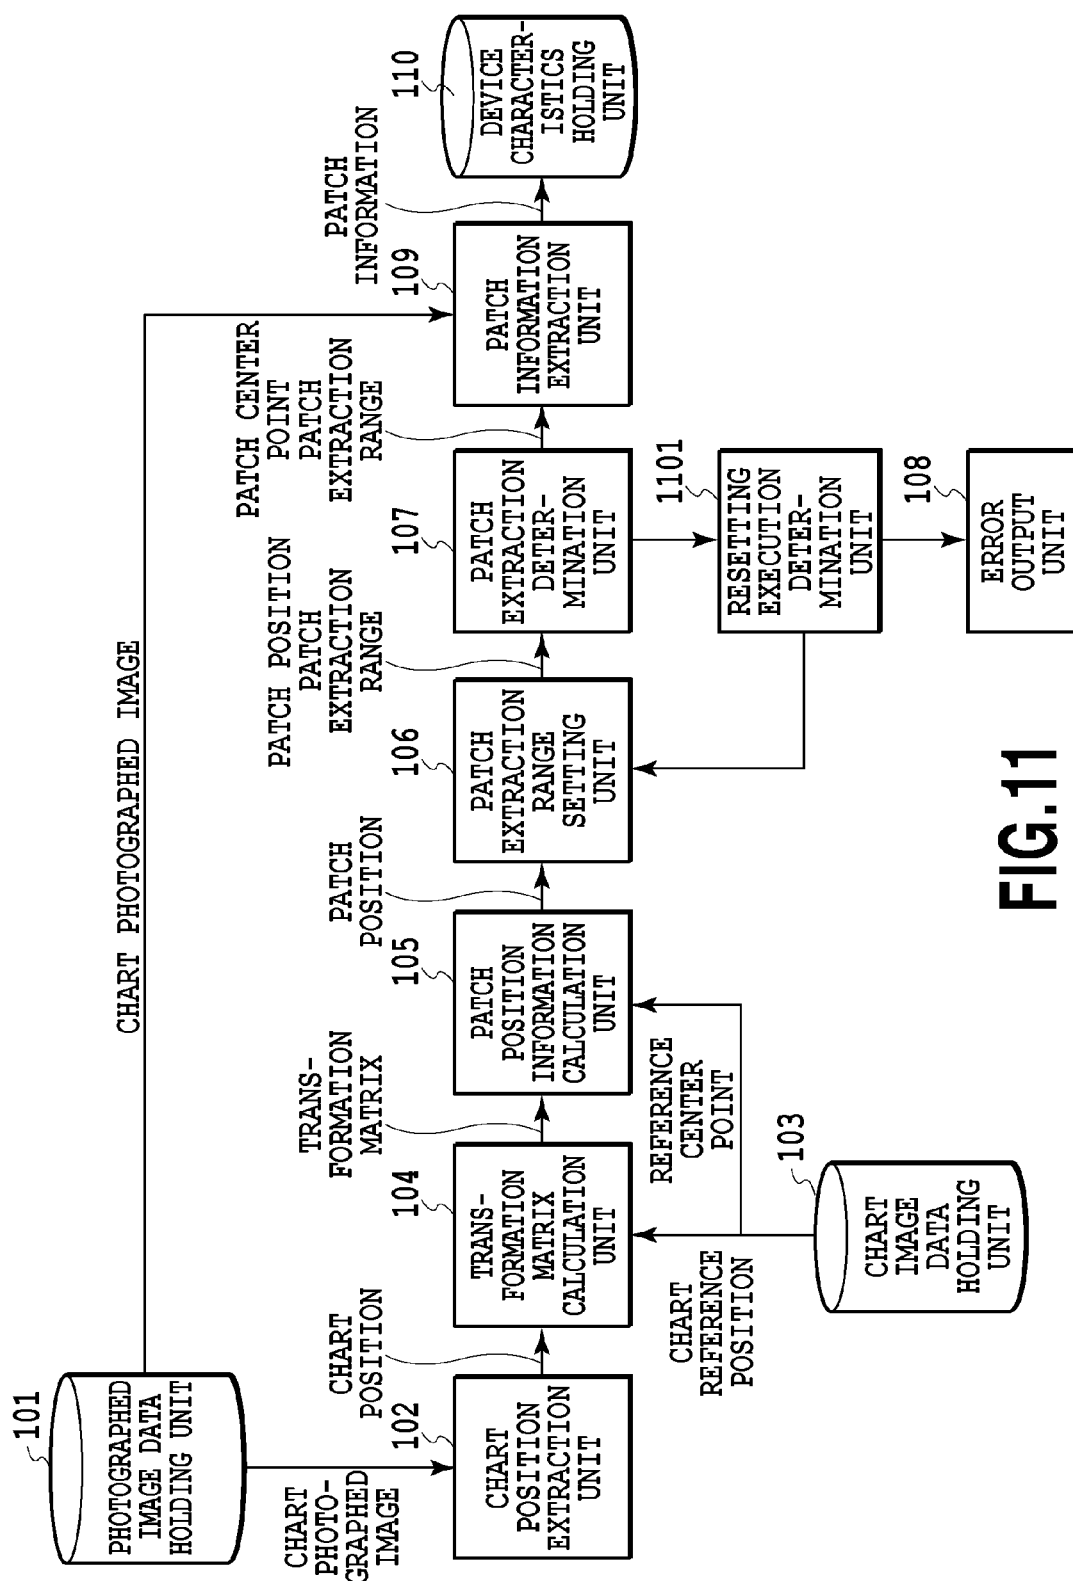 101
PHOTOGRAPHED
IMAGE DATA
HOLDING UNIT
CHART PHOTOGRAPHED IMAGE
CHART
PHOTO-
GRAPHED
IMAGE
102
CHART
POSITION
EXTRACTION
UNIT
CHART
POSITION
104
TRANS-
FORMATION
MATRIX
CALCULATION
UNIT
TRANS-
FORMATION
MATRIX
105
PATCH
POSITION
INFORMATION
CALCULATION
UNIT
PATCH
POSITION
106
PATCH
EXTRACTION
RANGE
SETTING
UNIT
PATCH POSITION
PATCH
EXTRACTION
RANGE
107
PATCH
EXTRACTION
DETER-
MINATION
UNIT
PATCH CENTER
POINT
PATCH
EXTRACTION
RANGE
109
PATCH
INFORMATION
EXTRACTION
UNIT
PATCH
INFORMATION
110
DEVICE
CHARACTER-
ISTICS
HOLDING
UNIT
CHART
REFERENCE
POSITION
REFERENCE
CENTER
POINT
103
CHART
IMAGE
DATA
HOLDING
UNIT
1101
RESETTING
EXECUTION
DETER-
MINATION
UNIT
108
ERROR
OUTPUT
UNIT
FIG.11